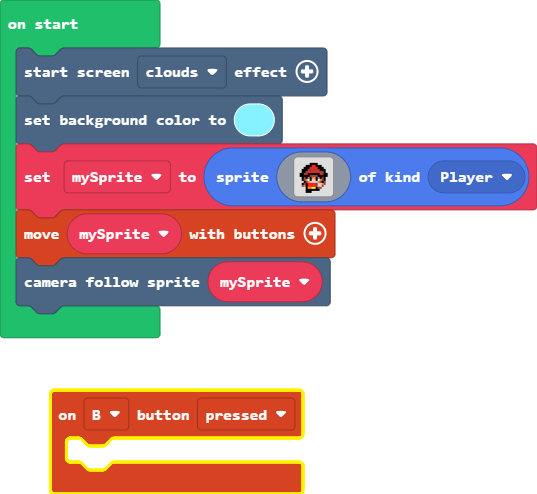 on start
start screen clouds effect
set background color to
set mySprite to sprite of kind Player
move mySprite with buttons
camera follow sprite mySprite
on B button pressed